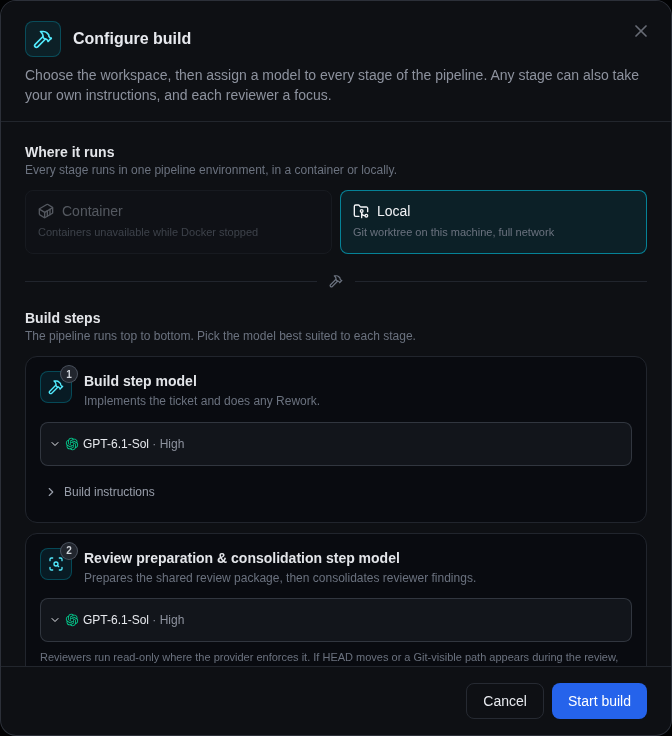 Configure build
Choose the workspace, then assign a model to every stage of the pipeline. Any stage can also take
your own instructions, and each reviewer a focus.
Where it runs
Every stage runs in one pipeline environment, in a container or locally.
Container
Containers unavailable while Docker stopped
Local
Git worktree on this machine, full network
Build steps
The pipeline runs top to bottom. Pick the model best suited to each stage.
1
Build step model
Implements the ticket and does any Rework.
GPT-6.1-Sol · High
Build instructions
2
Review preparation & consolidation step model
Prepares the shared review package, then consolidates reviewer findings.
GPT-6.1-Sol · High
Reviewers run read-only where the provider enforces it. If HEAD moves or a Git-visible path appears during the review,
Cancel
Start build